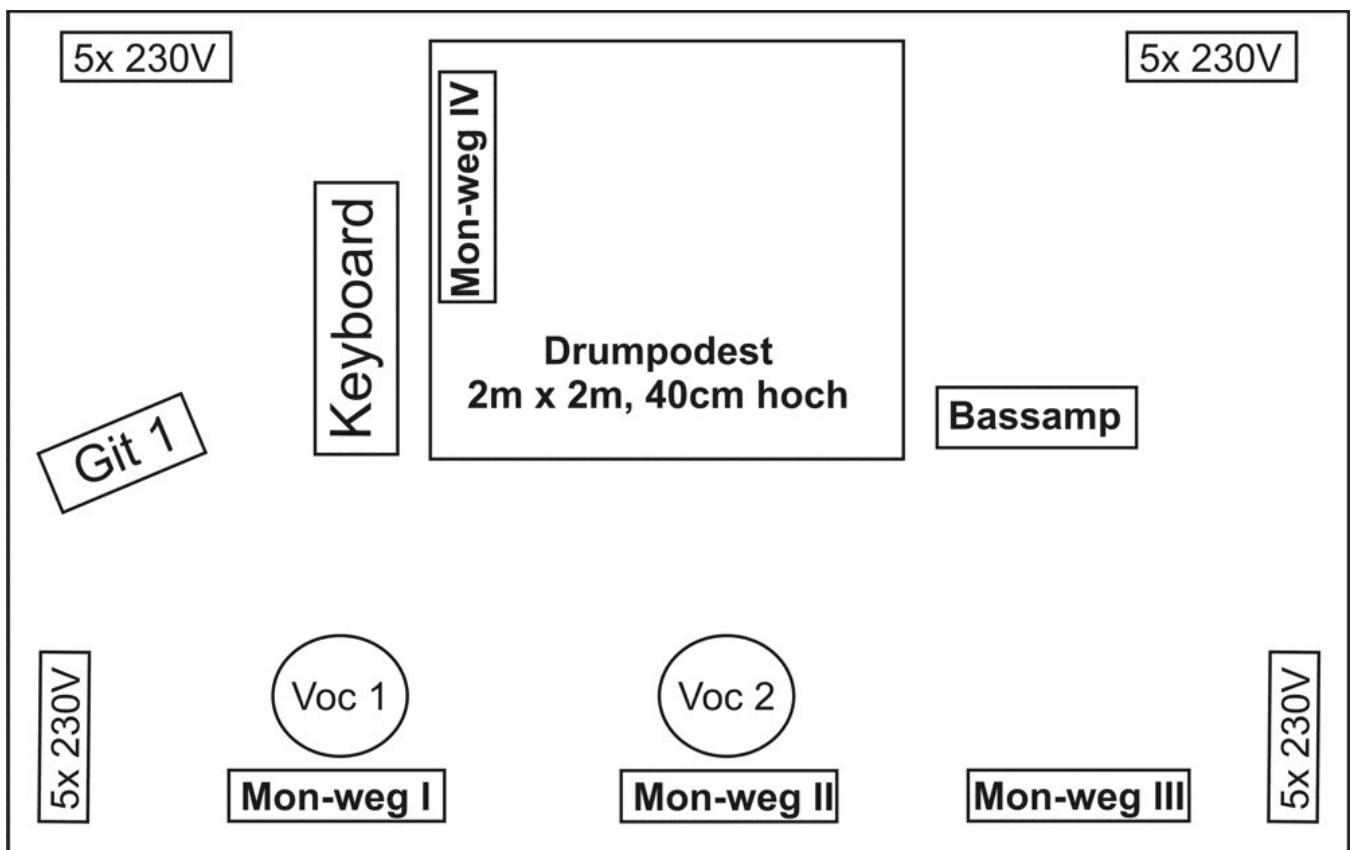 5x 230V
5x 230V
Mon-weg IV
Keyboard
Drumpodest
2m x 2m, 40cm hoch
Bassamp
Git 1
Voc 1
Voc 2
5x 230V
5x 230V
Mon-weg I
Mon-weg II
Mon-weg III